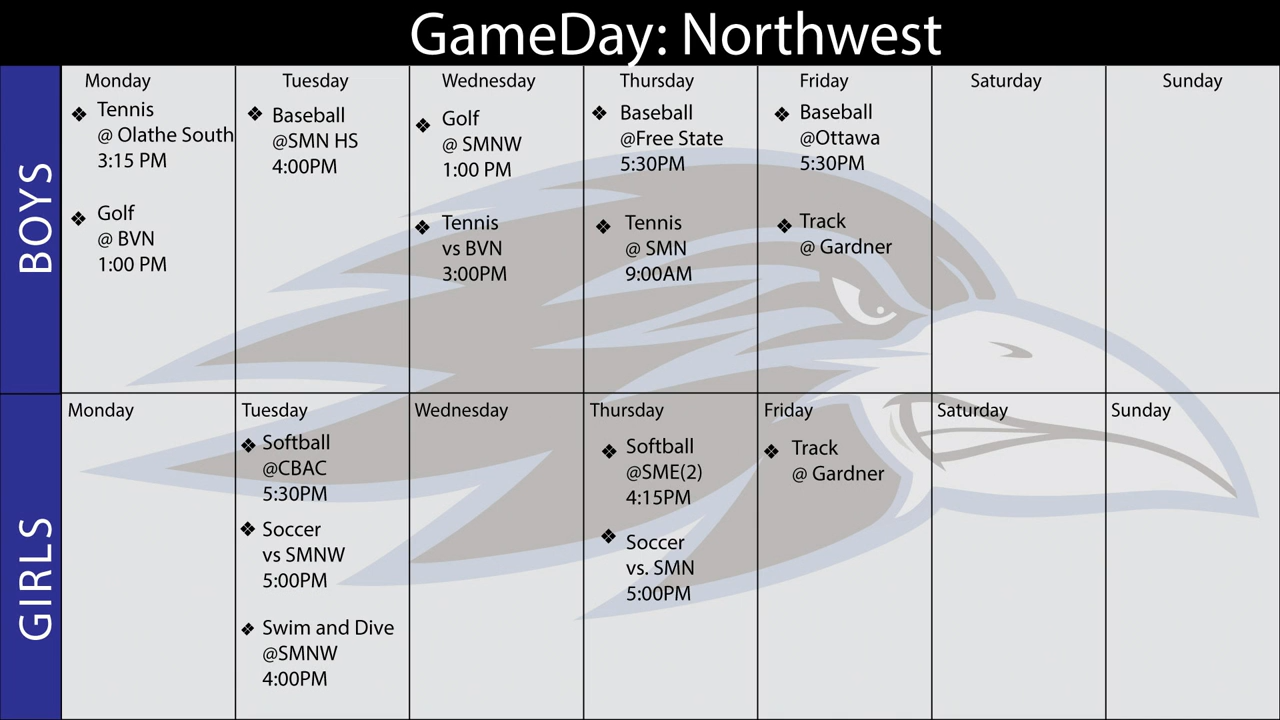 GameDay: Northwest
BOYS
Monday
❖ Tennis
@ Olathe South
3:15 PM
❖ Golf
@ BVN
1:00 PM
Tuesday
❖ Baseball
@SMN HS
4:00PM
Wednesday
❖ Golf
@ SMNW
1:00 PM
❖ Tennis
vs BVN
3:00PM
Thursday
❖ Baseball
@Free State
5:30PM
❖ Tennis
@ SMN
9:00AM
Friday
❖ Baseball
@Ottawa
5:30PM
❖ Track
@ Gardner
Saturday
Sunday
GIRLS
Monday
Tuesday
❖ Softball
@CBAC
5:30PM
❖ Soccer
vs SMNW
5:00PM
❖ Swim and Dive
@SMNW
4:00PM
Wednesday
Thursday
❖ Softball
@SME(2)
4:15PM
❖ Soccer
vs. SMN
5:00PM
Friday
❖ Track
@ Gardner
Saturday
Sunday